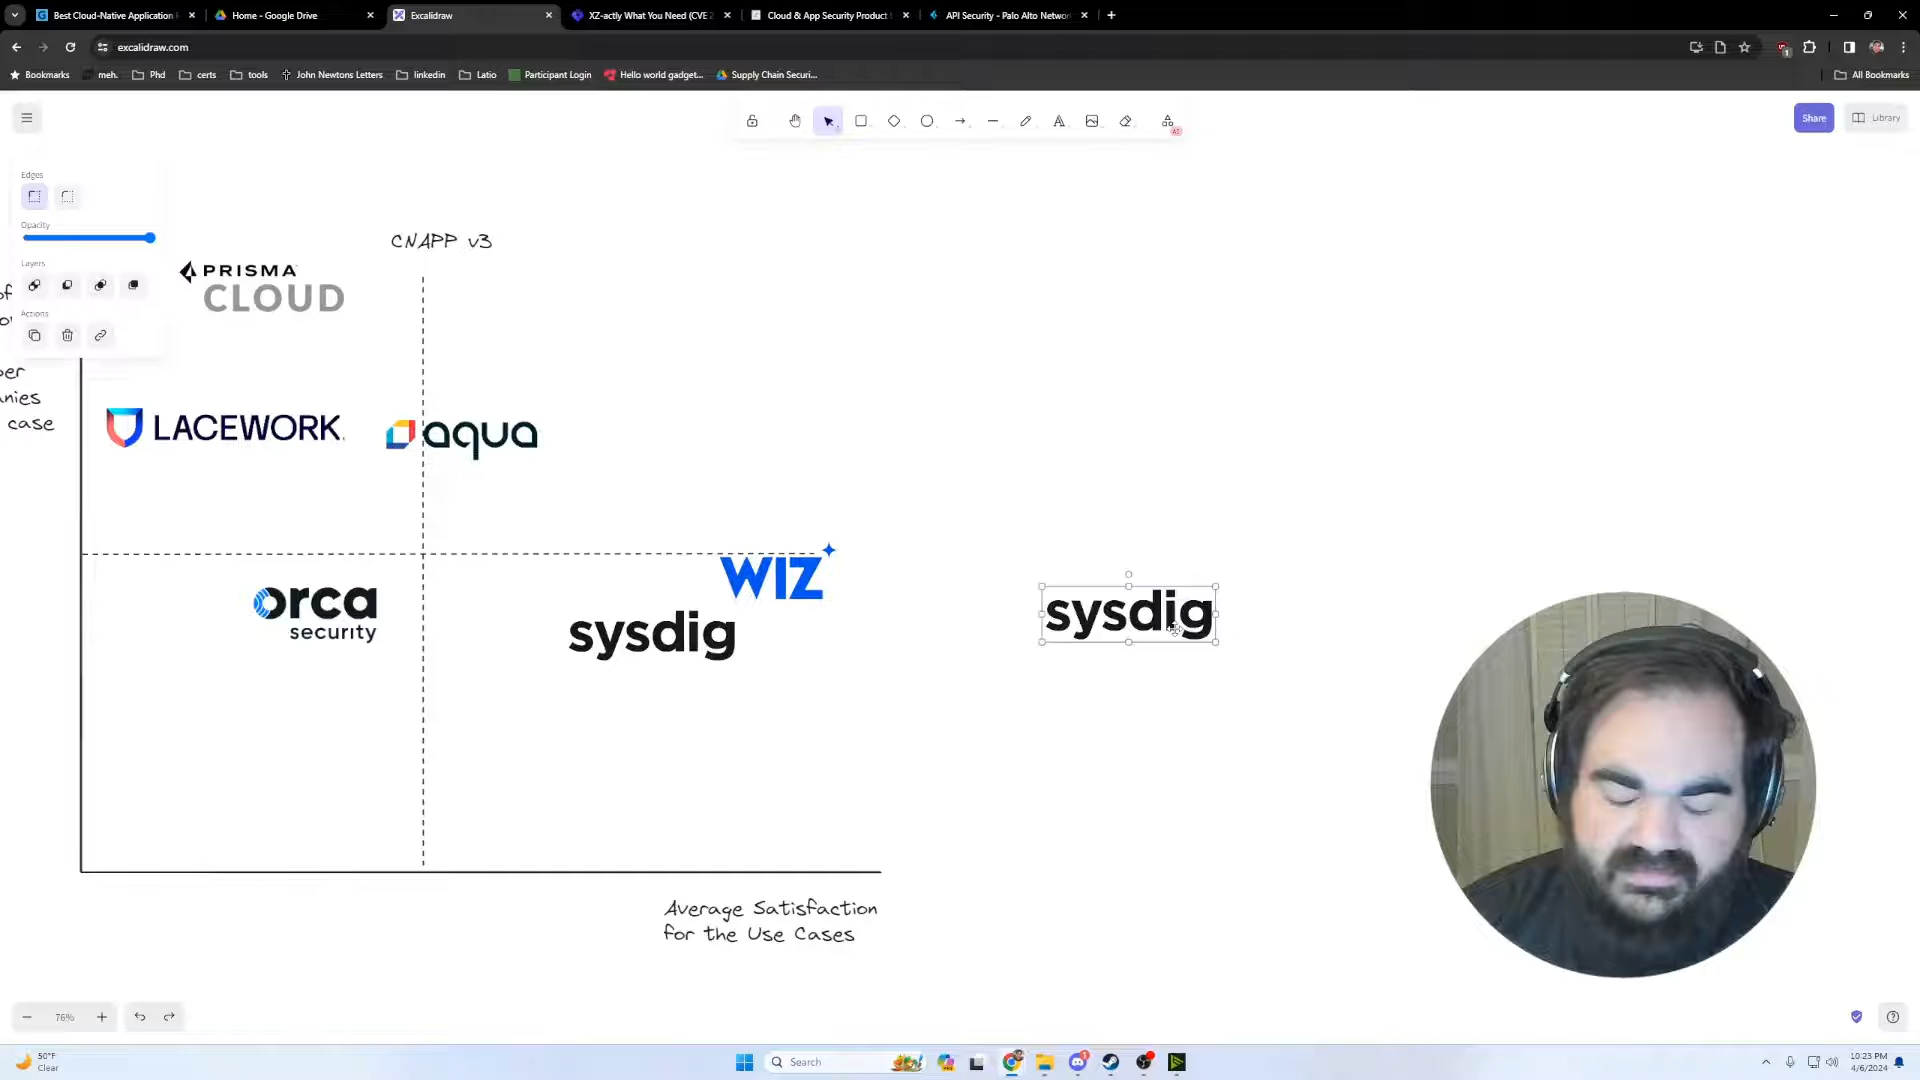 Best Cloud-Native Application
Home - Google Drive
Excalidraw
XZ-actly What You Need (CVE 2
Cloud & App Security Product
API Security - Palo Alto Networ
excalidraw.com
Bookmarks
meh.
Phd
certs
tools
John Newtons Letters
linkedin
Latio
Participant Login
Hello world gadget...
Supply Chain Securi...
All Bookmarks
Share
Library
Edges
Opacity
Layers
Actions
CNAPP v3
PRISMA
CLOUD
of
per
anies
case
LACEWORK
aqua
WIZ
orca
security
sysdig
sysdig
Average Satisfaction
for the Use Cases
76%
50°F
Clear
Search
10:23 PM
4/6/2024